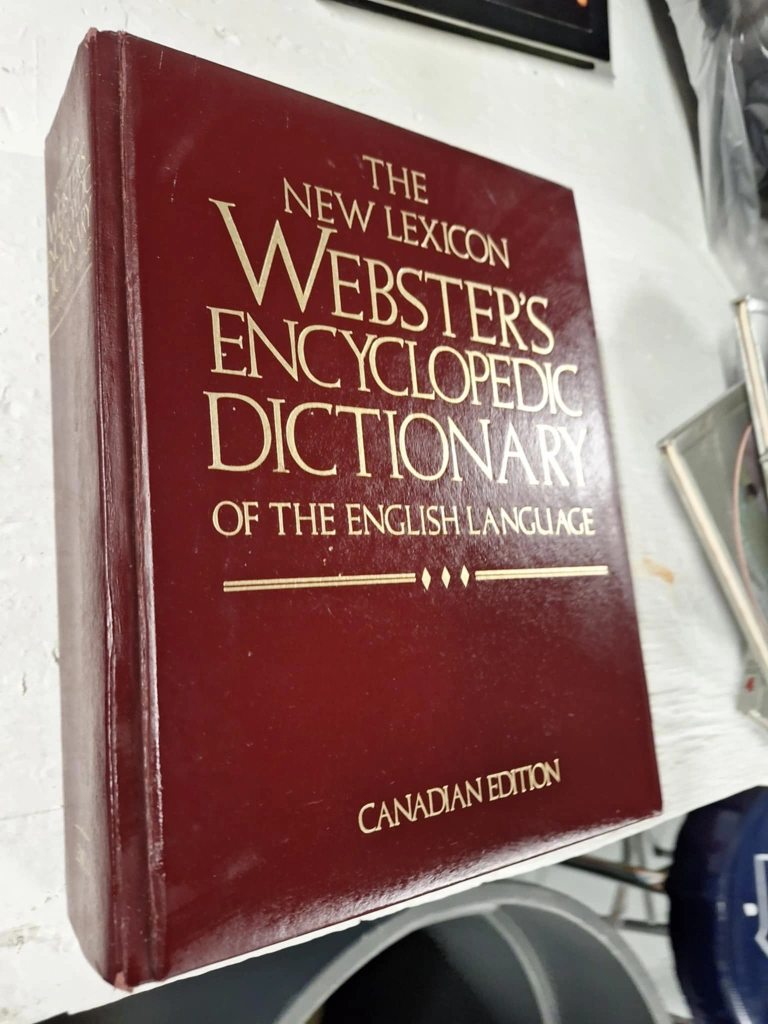 THE
NEW LEXICON
WEBSTER'S
ENCYCLOPEDIC
DICTIONARY
OF THE ENGLISH LANGUAGE
CANADIAN EDITION